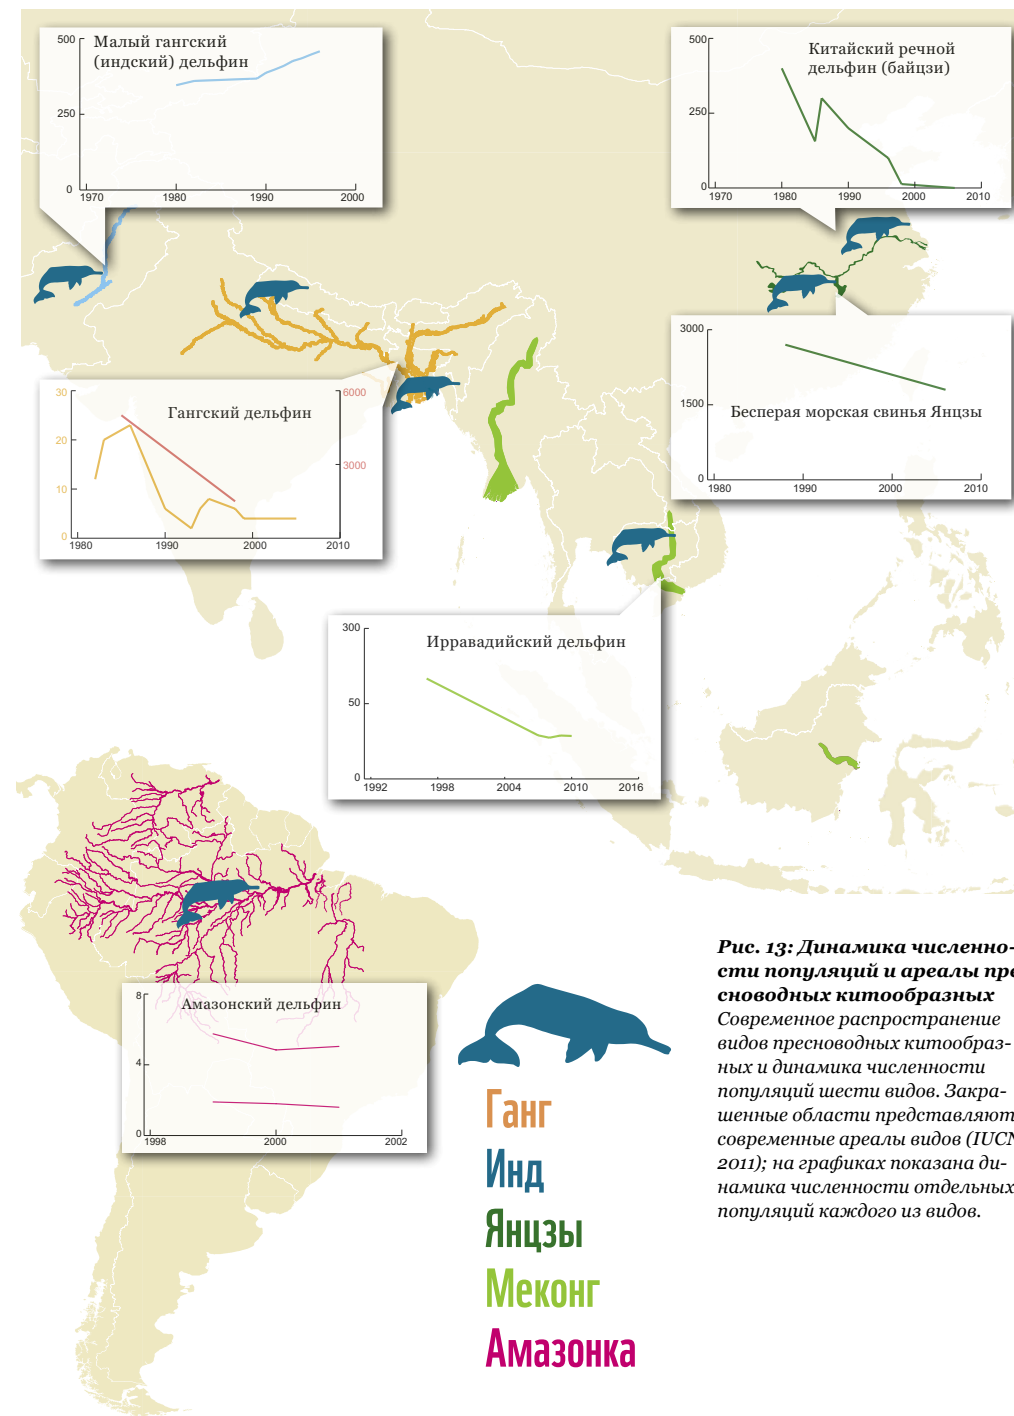 500
Малый гангский
(индский) дельфин
250
0
1970 1980 1990 2000
500
Китайский речной
дельфин (байцзи)
250
0
1970 1980 1990 2000 2010
3000
1500
Бесперая морская свинья Янцзы
0
1980 1990 2000 2010
30 6000
Гангский дельфин
20
3000
10
0
1980 1990 2000 2010
300
Ирравадийский дельфин
50
0
1992 1998 2004 2010 2016
8
Амазонский дельфин
4
0
1998 2000 2002
Ганг
Инд
Янцзы
Меконг
Амазонка
Рис. 13: Динамика численно-
сти популяций и ареалы пре
сноводных китообразных
Современное распространение
видов пресноводных китообраз-
ных и динамика численности
популяций шести видов. Закра-
шенные области представляют
современные ареалы видов (IUCN
2011); на графиках показана ди-
намика численности отдельных
популяций каждого из видов.